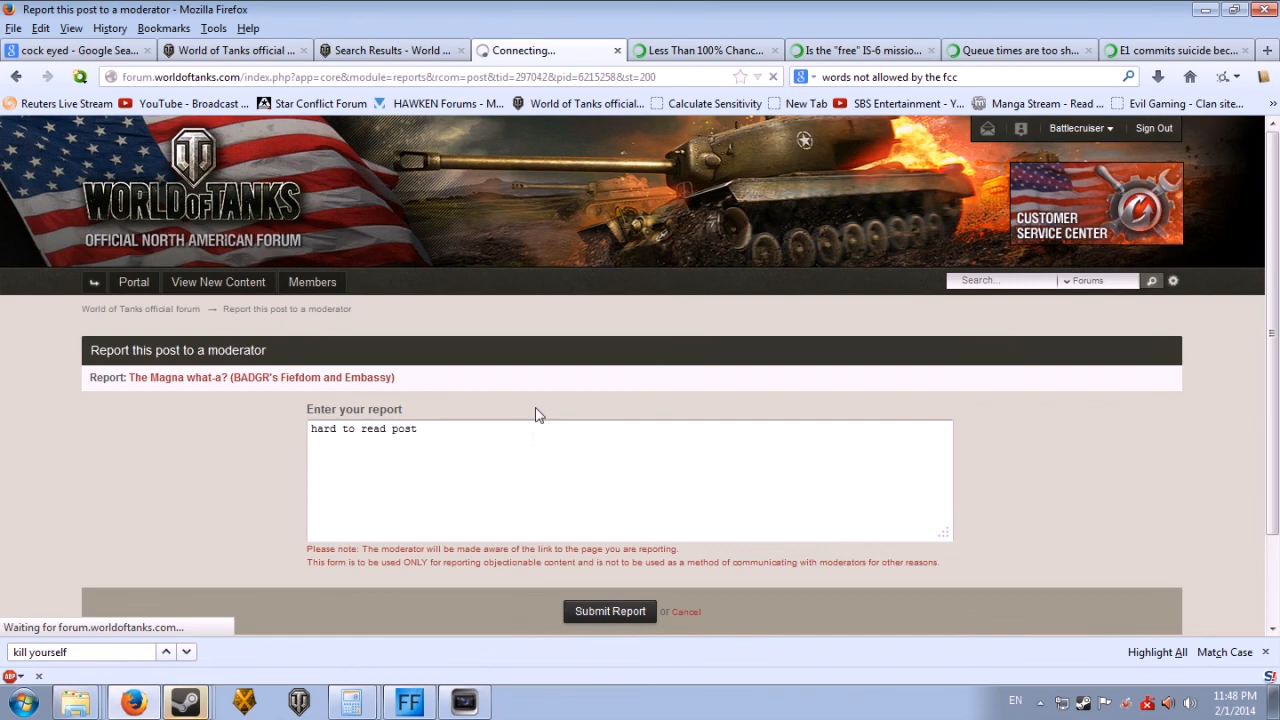 Report this post to a moderator - Mozilla Firefox
File Edit View History Bookmarks Tools Help
cock eyed - Google Sea...
World of Tanks official ...
Search Results - World ...
Connecting...
Less Than 100% Chanc...
Is the "free" IS-6 missio...
Queue times are too sh...
E1 commits suicide bec...
forum.worldoftanks.com/index.php?app=core&module=reports&rcom=post&tid=297042&pid=6215258&st=200
words not allowed by the fcc
Reuters Live Stream YouTube - Broadcast ... Star Conflict Forum HAWKEN Forums - M... World of Tanks official... Calculate Sensitivity New Tab SBS Entertainment - Y... Manga Stream - Read ... Evil Gaming - Clan site...
Battlecruiser Sign Out
WORLD OF TANKS
OFFICIAL NORTH AMERICAN FORUM
CUSTOMER
SERVICE CENTER
Portal View New Content Members
Search... Forums
World of Tanks official forum → Report this post to a moderator
Report this post to a moderator
Report: The Magna what-a? (BADGR's Fiefdom and Embassy)
Enter your report
hard to read post
Please note: The moderator will be made aware of the link to the page you are reporting.
This form is to be used ONLY for reporting objectionable content and is not to be used as a method of communicating with moderators for other reasons.
Submit Report or Cancel
Waiting for forum.worldoftanks.com...
kill yourself
Highlight All Match Case
ABP
S!
FF
EN
11:48 PM
2/1/2014